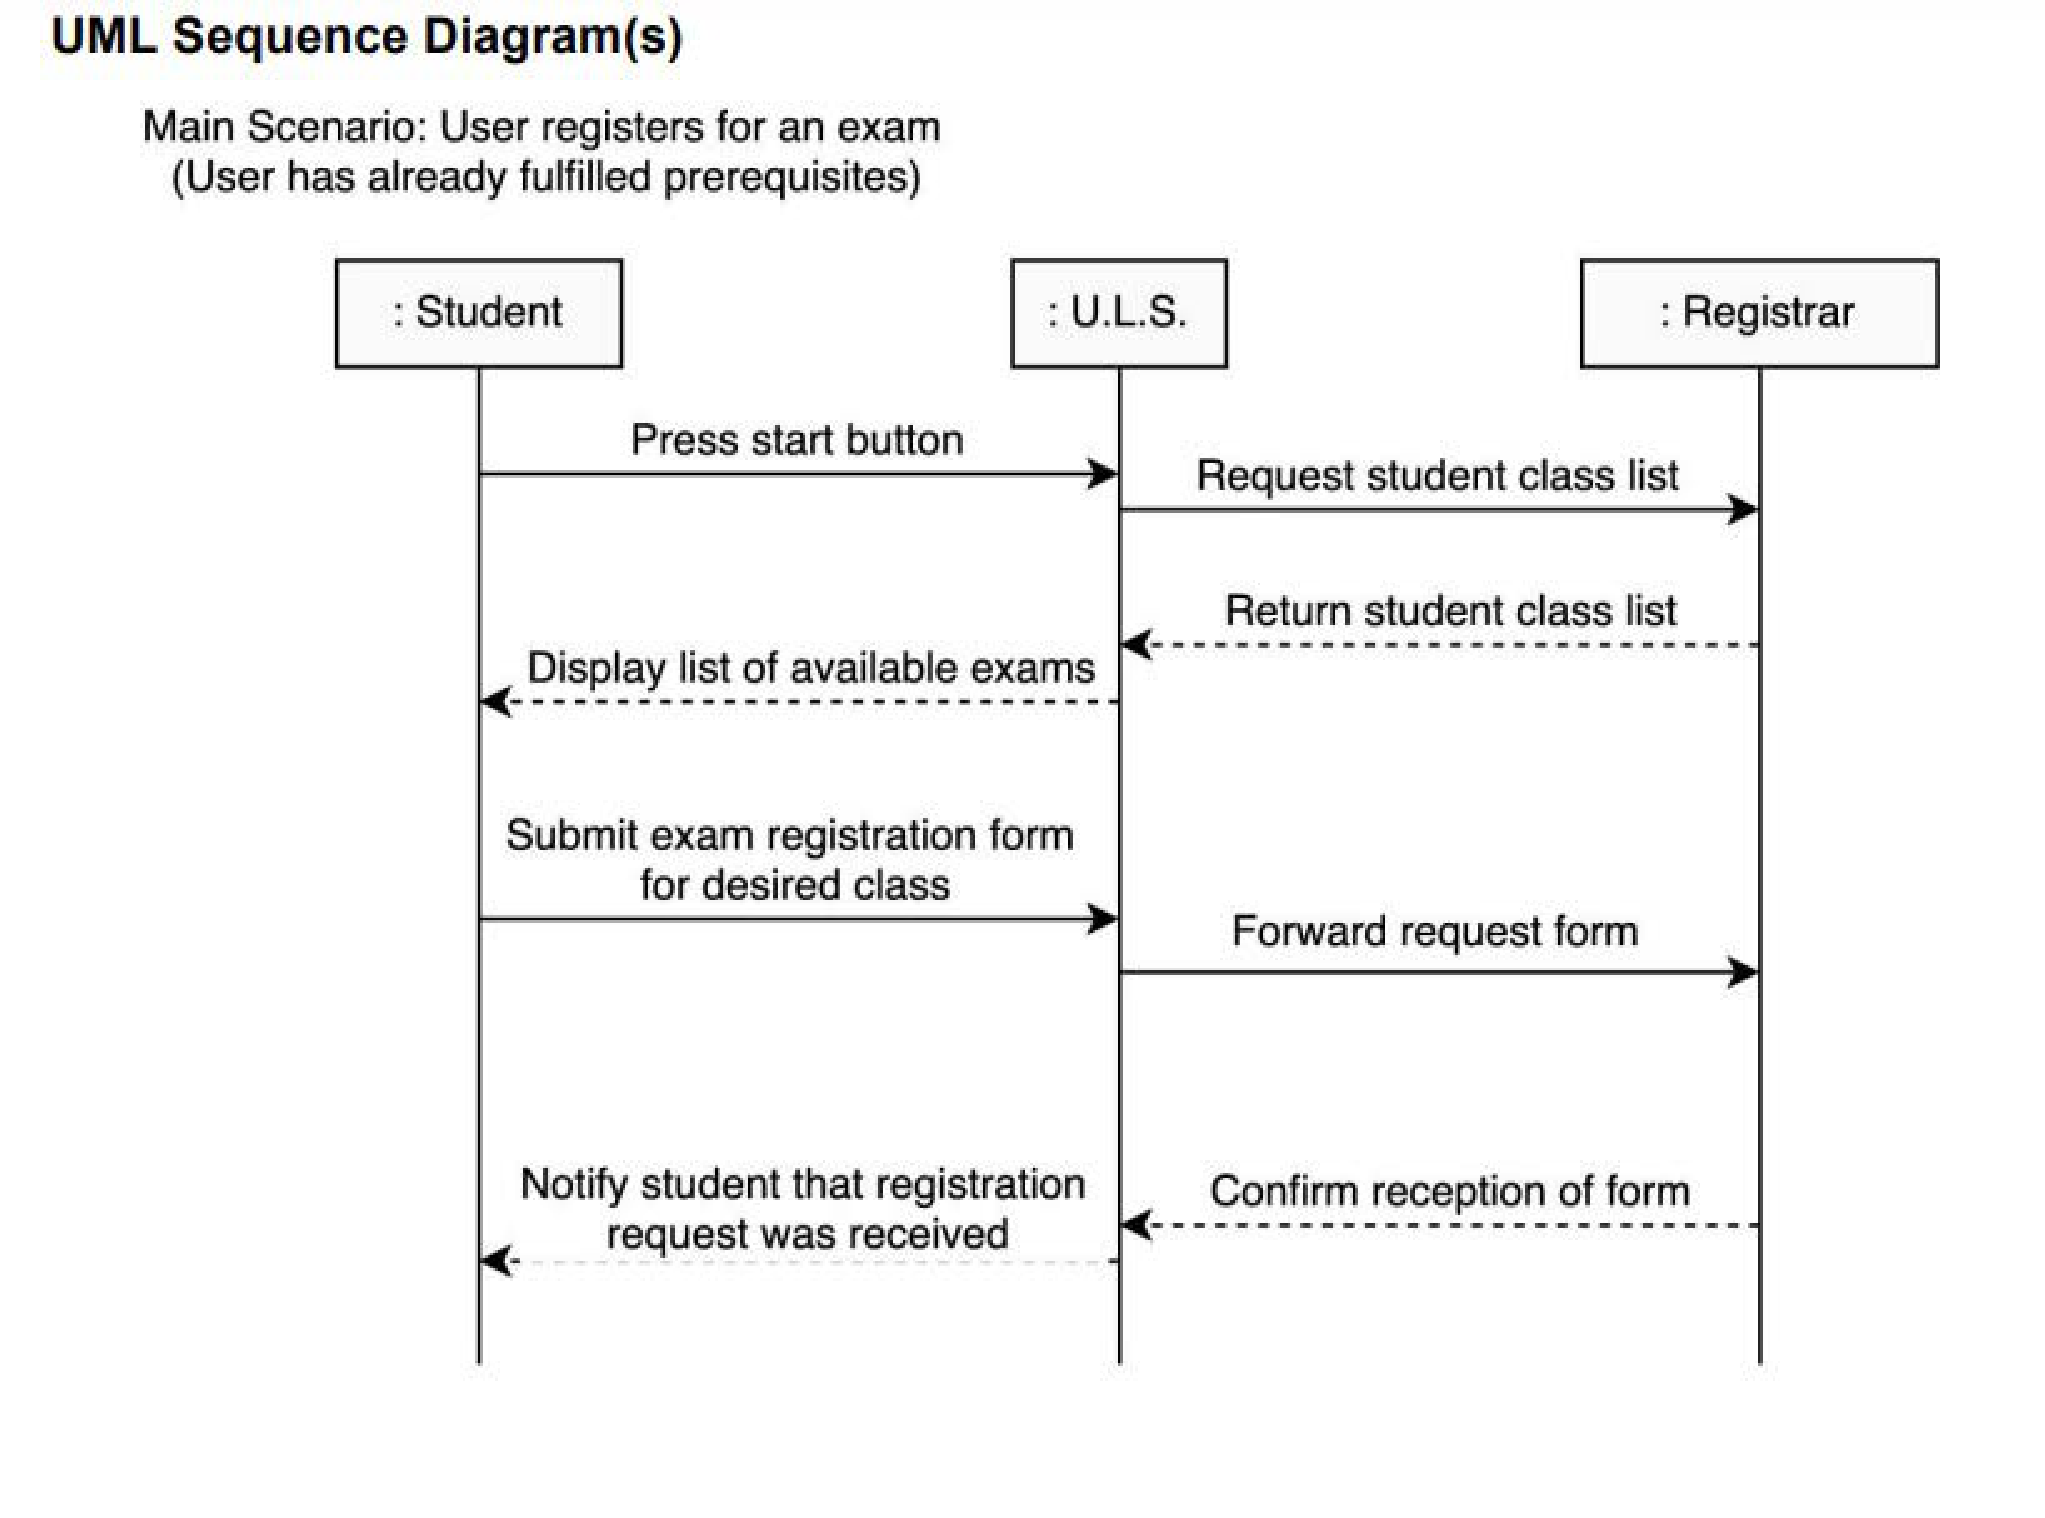 UML Sequence Diagram(s)
Main Scenario: User registers for an exam
(User has already fulfilled prerequisites)
: Student
: U.L.S.
: Registrar
Press start button
Request student class list
Return student class list
Display list of available exams
Submit exam registration form
for desired class
Forward request form
Confirm reception of form
Notify student that registration
request was received